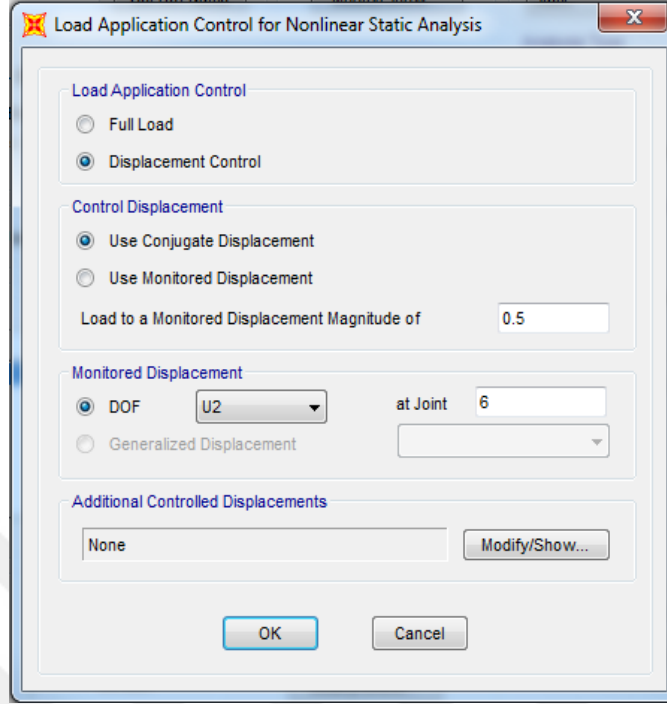 Load Application Control for Nonlinear Static Analysis
Load Application Control
Full Load
Displacement Control
Control Displacement
Use Conjugate Displacement
Use Monitored Displacement
Load to a Monitored Displacement Magnitude of 0.5
Monitored Displacement
DOF U2 at Joint 6
Generalized Displacement
Additional Controlled Displacements
None Modify/Show...
OK Cancel